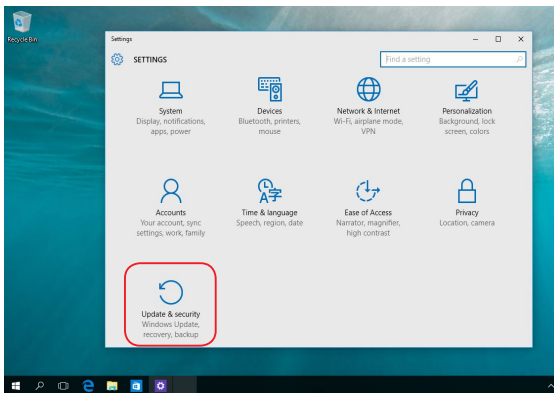 Recycle Bin
Settings
SETTINGS
Find a setting
System
Display, notifications,
apps, power
Devices
Bluetooth, printers,
mouse
Network & Internet
Wi-Fi, airplane mode,
VPN
Personalization
Background, lock
screen, colors
Accounts
Your account, sync
settings, work, family
Time & language
Speech, region, date
Ease of Access
Narrator, magnifier,
high contrast
Privacy
Location, camera
Update & security
Windows Update,
recovery, backup